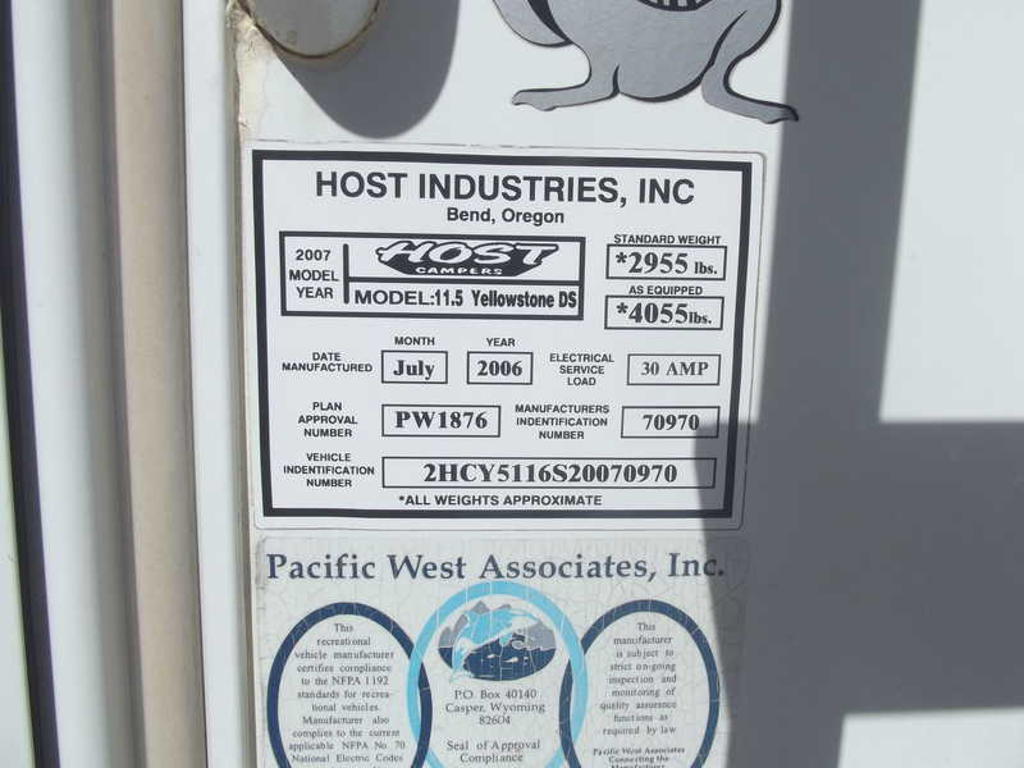 HOST INDUSTRIES, INC
Bend, Oregon
2007
MODEL
YEAR
HOST
CAMPERS
MODEL:11.5 Yellowstone DS
STANDARD WEIGHT
*2955 lbs.
AS EQUIPPED
*4055lbs.
DATE
MANUFACTURED
MONTH
July
YEAR
2006
ELECTRICAL
SERVICE
LOAD
30 AMP
PLAN
APPROVAL
NUMBER
PW1876
MANUFACTURERS
INDENTIFICATION
NUMBER
70970
VEHICLE
INDENTIFICATION
NUMBER
2HCY5116S20070970
*ALL WEIGHTS APPROXIMATE
Pacific West Associates, Inc.
This
recreational
vehicle manufacturer
certifies compliance
to the NFPA 1192
standards for recrea-
tional vehicles.
Manufacturer also
complies to the current
applicable NFPA No. 70
National Electric Codes
P.O. Box 40140
Casper, Wyoming
82604
Seal of Approval
Compliance
This
manufacturer
is subject to
strict on-going
inspection and
monitoring of
quality assurance
functions as
required by law
Pacific West Associates
Connecting the